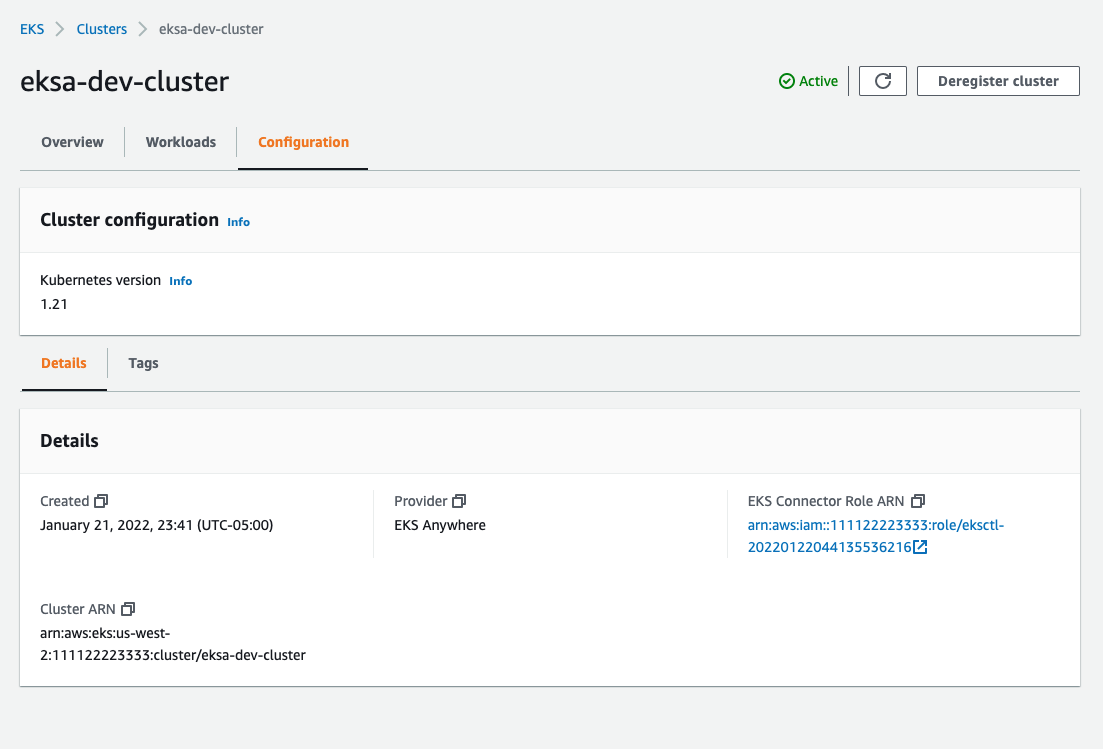 EKS Clusters eksa-dev-cluster
eksa-dev-cluster
Active
Deregister cluster
Overview Workloads Configuration
Cluster configuration Info
Kubernetes version Info
1.21
Details Tags
Details
Created
January 21, 2022, 23:41 (UTC-05:00)
Provider
EKS Anywhere
EKS Connector Role ARN
arn:aws:iam::111122223333:role/eksctl-
20220122044135536216
Cluster ARN
arn:aws:eks:us-west-
2:111122223333:cluster/eksa-dev-cluster